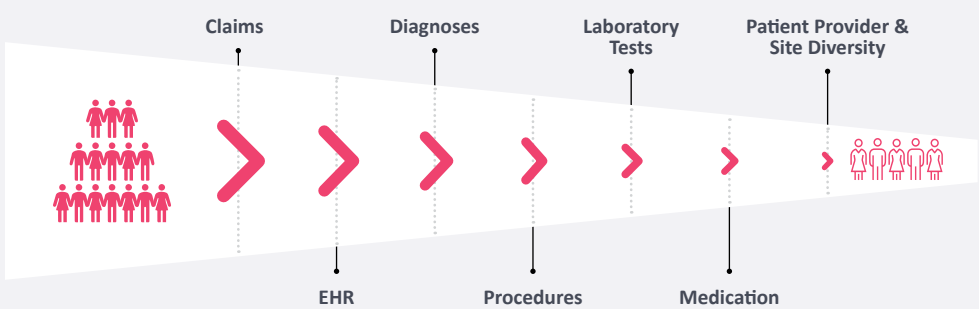 Claims
Diagnoses
Laboratory
Tests
Patient Provider &
Site Diversity
EHR
Procedures
Medication